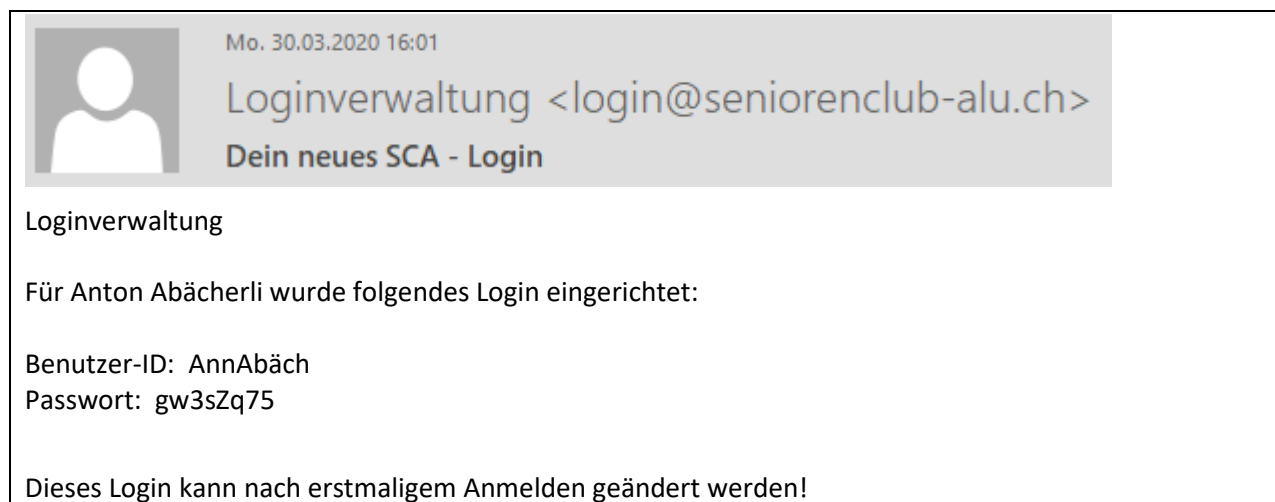 Mo. 30.03.2020 16:01
Loginverwaltung <login@seniorenclub-alu.ch>
Dein neues SCA - Login
Loginverwaltung
Für Anton Abächerli wurde folgendes Login eingerichtet:
Benutzer-ID: AnnAbäch
Passwort: gw3sZq75
Dieses Login kann nach erstmaligem Anmelden geändert werden!